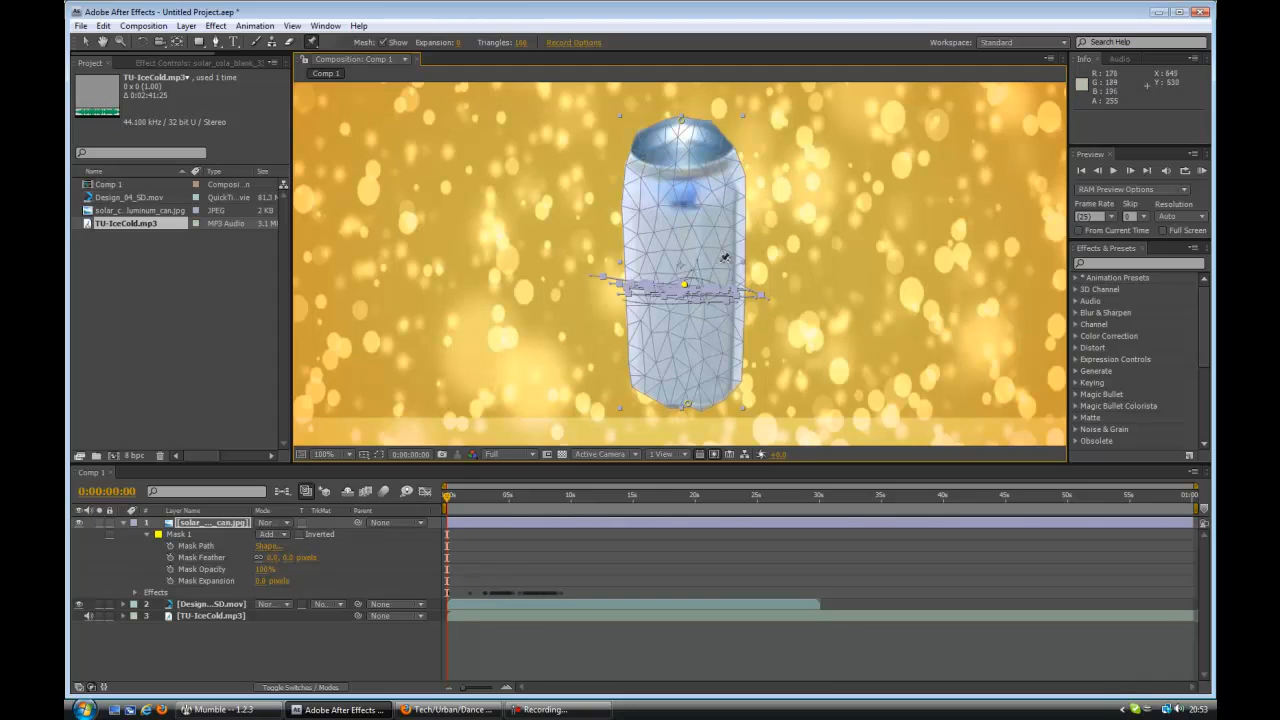 Adobe After Effects - Untitled Project.aep *
File Edit Composition Layer Effect Animation View Window Help
Mesh: Show Expansion: 0 Triangles: 166 Record Options Workspace: Standard Search Help
Project Effect Controls: solar_cola_blank_ Composition: Comp 1 Info Audio
Comp 1
TU-IceCold.mp3 , used 1 time
0 x 0 (1.00)
Δ 0:02:41:25
R : 178 X : 645
G : 189 Y : 530
B : 196
A : 255
44.100 kHz / 32 bit U / Stereo
Preview
Name Type
Comp 1 Composi...n
Design_04_SD.mov QuickTi...vie 81.3 M
solar_c...luminum_can.jpg JPEG 2 KB
TU-IceCold.mp3 MP3 Audio 3.1 M
RAM Preview Options
Frame Rate Skip Resolution
(25) 0 Auto
From Current Time Full Screen
Effects & Presets
* Animation Presets
3D Channel
Audio
Blur & Sharpen
Channel
Color Correction
Distort
Expression Controls
Generate
Keying
Magic Bullet
Magic Bullet Colorista
Matte
Noise & Grain
Obsolete
8 bpc 100% 0:00:00:00 Full Active Camera 1 View +0.0
Comp 1
0:00:00:00
05s 10s 15s 20s 25s 30s 35s 40s 45s 50s 55s 01:00
# Layer Name Mode T TrkMat Parent
1 [solar_..._can.jpg] Nor... None
Mask 1 Add Inverted
Mask Path Shape...
Mask Feather 0.0, 0.0 pixels
Mask Opacity 100%
Mask Expansion 0.0 pixels
Effects
2 [Design...SD.mov] Nor... No... None
3 [TU-IceCold.mp3] None
Toggle Switches / Modes
Mumble -- 1.2.3 Adobe After Effects ... Tech/Urban/Dance ... Recording... 20:53